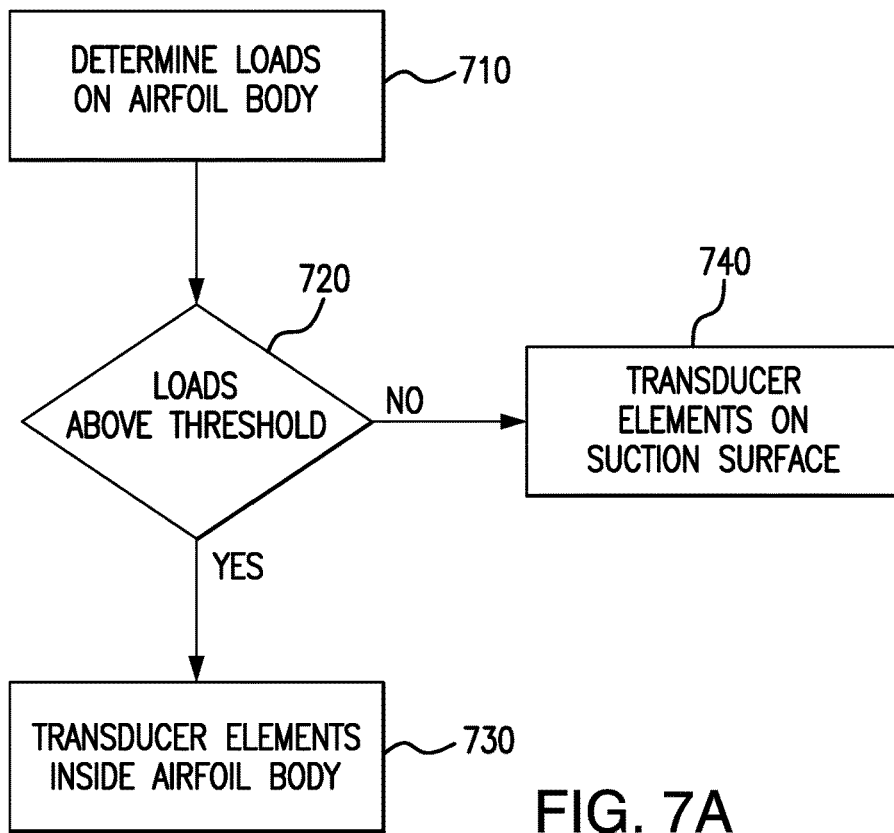 DETERMINE LOADS
ON AIRFOIL BODY
710
720
LOADS
ABOVE THRESHOLD
NO
740
TRANSDUCER
ELEMENTS ON
SUCTION SURFACE
YES
TRANSDUCER ELEMENTS
INSIDE AIRFOIL BODY
730
FIG. 7A